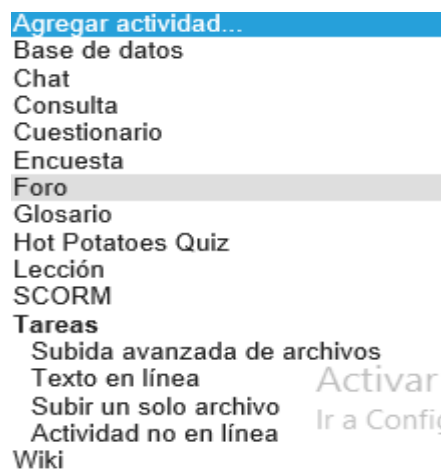 Agregar actividad...
Base de datos
Chat
Consulta
Cuestionario
Encuesta
Foro
Glosario
Hot Potatoes Quiz
Lección
SCORM
Tareas
Subida avanzada de archivos
Texto en línea
Activar
Subir un solo archivo
Ir a Config
Actividad no en línea
Wiki